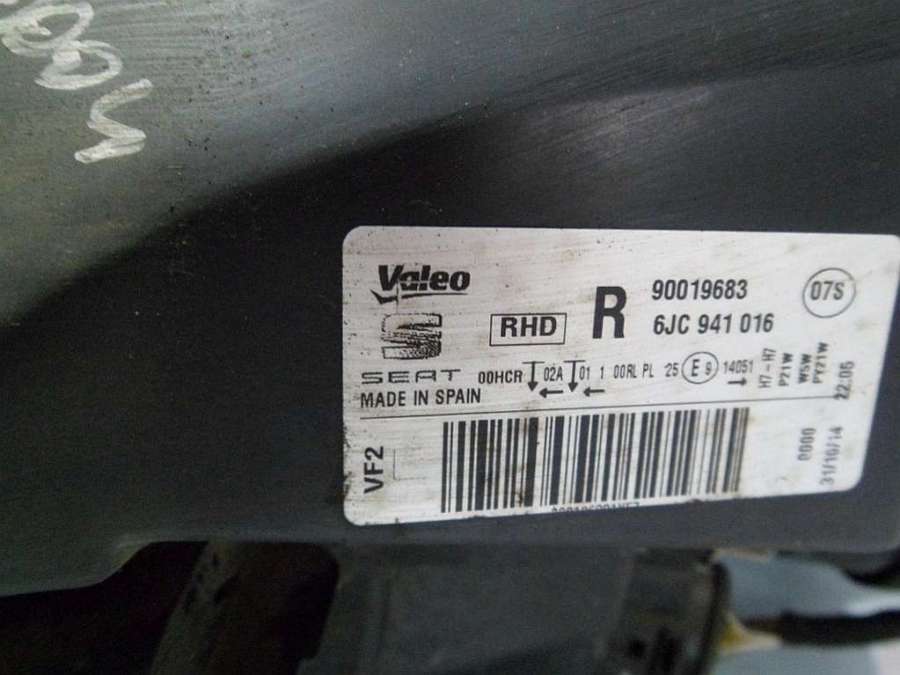 Valeo
SEAT
MADE IN SPAIN
RHD
R
90019683
6JC 941 016
07S
00HCR 02A 01 1 00RL PL 25 E 9 14051
H7-H7
P21W
W5W
PY21W
VF2
0000
31/10/14
22:05